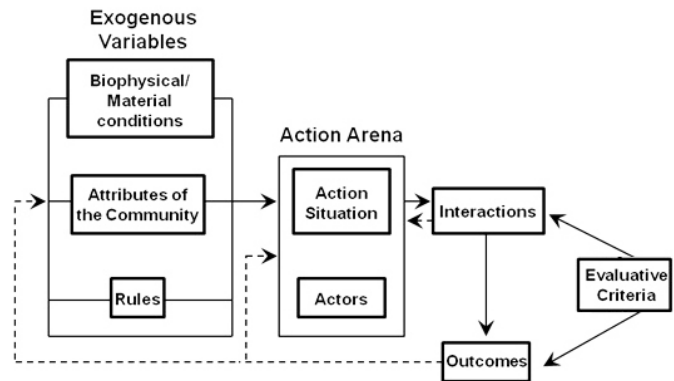 Exogenous
Variables
Biophysical/
Material
conditions
Attributes of
the Community
Rules
Action Arena
Action
Situation
Actors
Interactions
Outcomes
Evaluative
Criteria